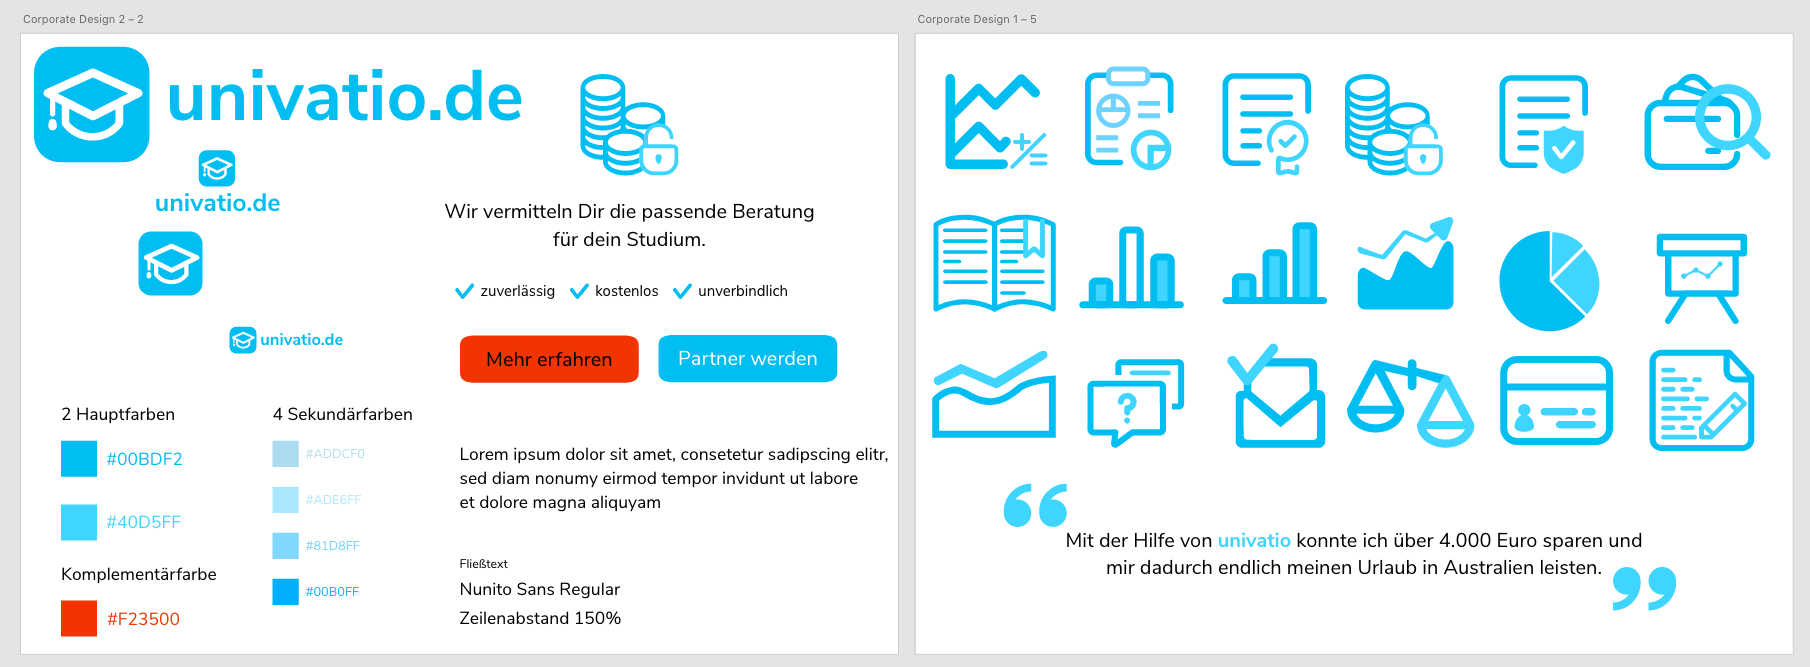 Corporate Design 2 – 2
univatio.de
univatio.de
univatio.de
2 Hauptfarben
#00BDF2
#40D5FF
Komplementärfarbe
#F23500
4 Sekundärfarben
#ADDCF0
#ADE6FF
#81D8FF
#00B0FF
Wir vermitteln Dir die passende Beratung
für dein Studium.
zuverlässig kostenlos unverbindlich
Mehr erfahren Partner werden
Lorem ipsum dolor sit amet, consetetur sadipscing elitr,
sed diam nonumy eirmod tempor invidunt ut labore
et dolore magna aliquyam
Fließtext
Nunito Sans Regular
Zeilenabstand 150%
Corporate Design 1 – 5
?
“
Mit der Hilfe von univatio konnte ich über 4.000 Euro sparen und
mir dadurch endlich meinen Urlaub in Australien leisten.
”